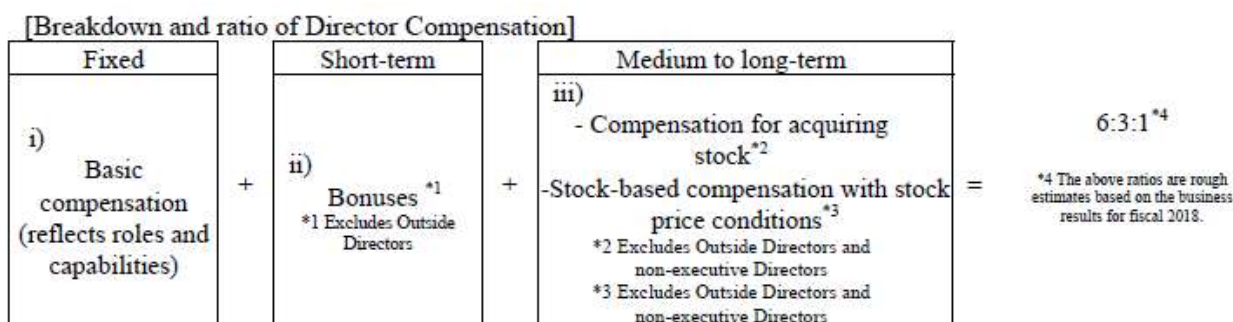 [Breakdown and ratio of Director Compensation]
Fixed
Short-term
Medium to long-term
i)
Basic
compensation
(reflects roles and
capabilities)
+
ii)
Bonuses *1
*1 Excludes Outside
Directors
+
iii)
- Compensation for acquiring
stock*2
-Stock-based compensation with stock
price conditions*3
*2 Excludes Outside Directors and
non-executive Directors
*3 Excludes Outside Directors and
non-executive Directors
=
6:3:1*4
*4 The above ratios are rough
estimates based on the business
results for fiscal 2018.